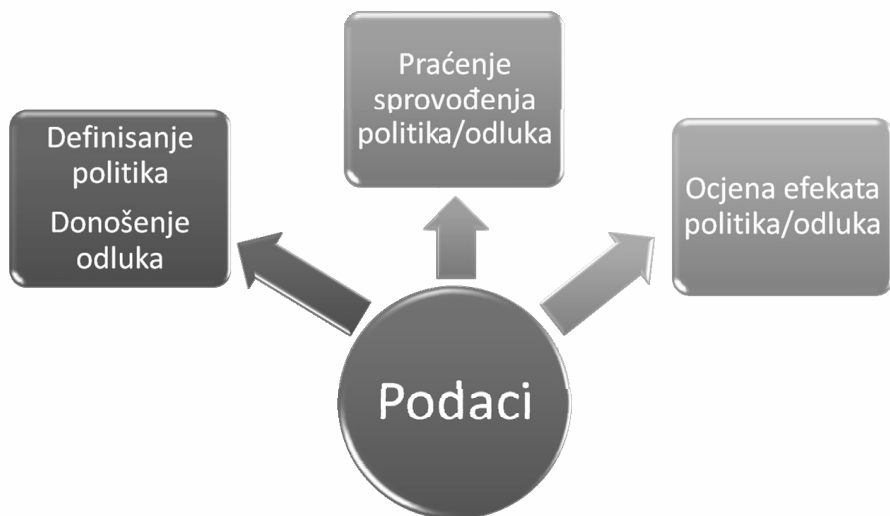 Definisanje
politika
Donošenje
odluka
Praćenje
sprovođenja
politika/odluka
Ocjena efekata
politika/odluka
Podaci